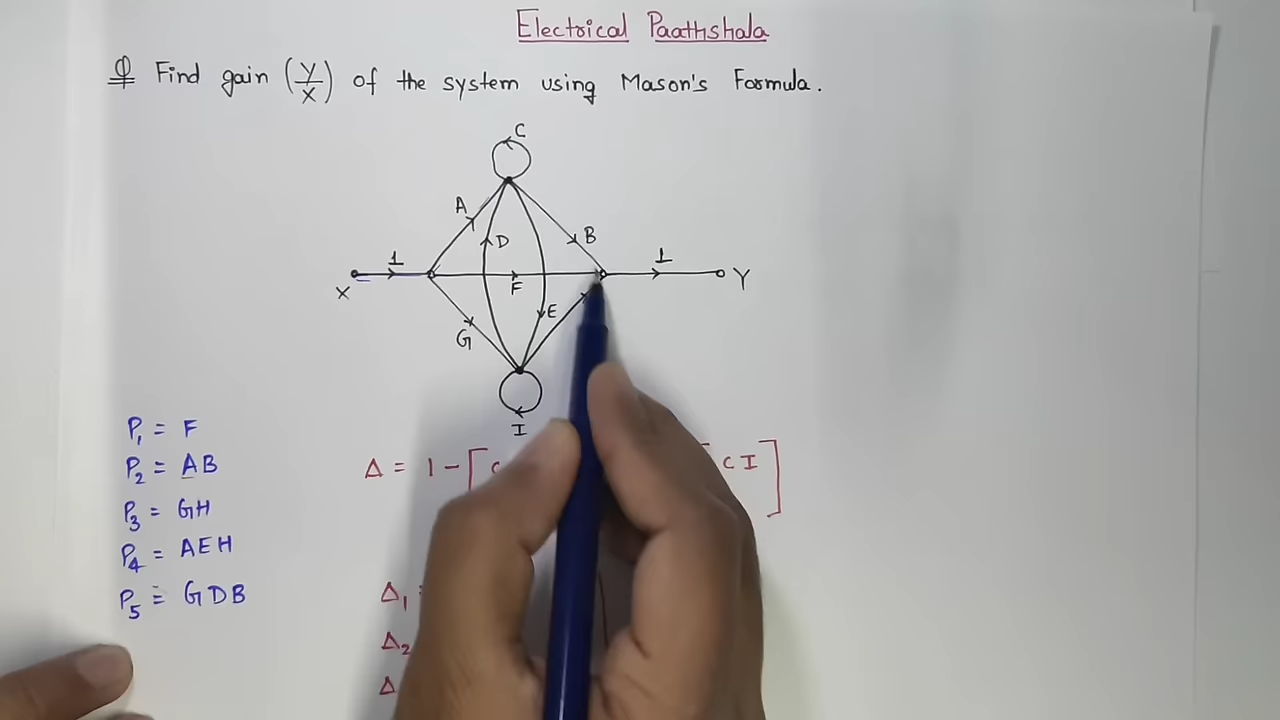 Electrical Paathshala
Q Find gain (Y/X) of the system using Mason's Formula.
C
A
B
D
1
1
X
F
Y
E
G
I
P1 = F
P2 = AB
Δ = 1 - [C CI]
P3 = GH
P4 = AEH
P5 = GDB
Δ1
Δ2
Δ